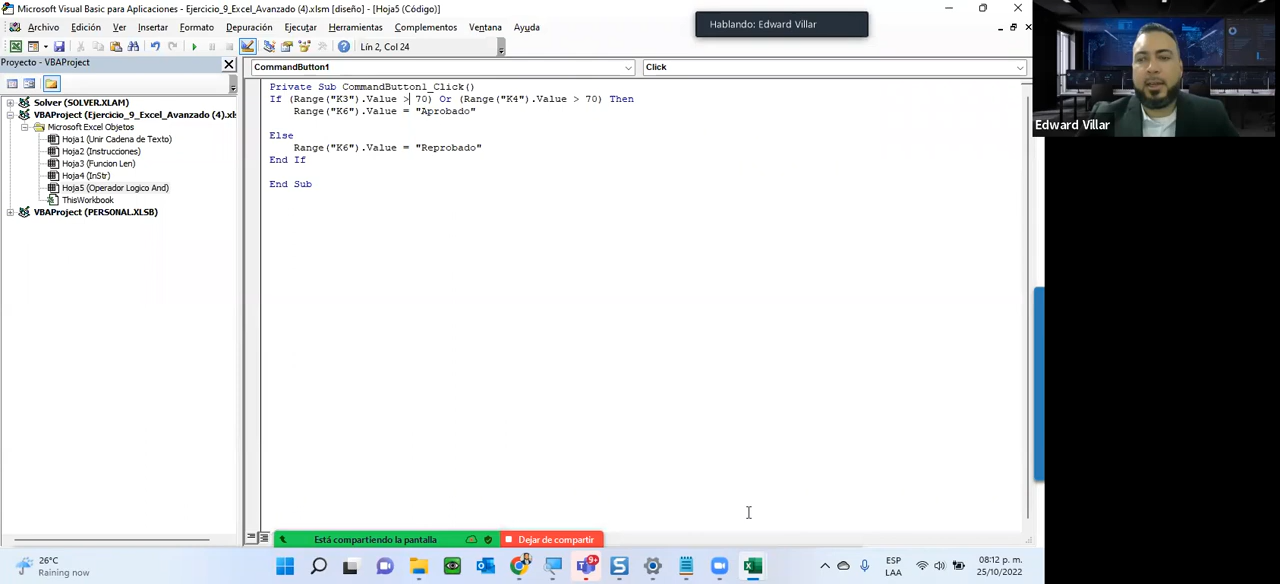 Microsoft Visual Basic para Aplicaciones - Ejercicio_9_Excel_Avanzado (4).xlsm [diseño] - [Hoja5 (Código)]
Hablando: Edward Villar
Archivo Edición Ver Insertar Formato Depuración Ejecutar Herramientas Complementos Ventana Ayuda
Lín 2, Col 24
Proyecto - VBAProject
CommandButton1
Click
Solver (SOLVER.XLAM)
VBAProject (Ejercicio_9_Excel_Avanzado (4).xls
Microsoft Excel Objetos
Hoja1 (Unir Cadena de Texto)
Hoja2 (Instrucciones)
Hoja3 (Funcion Len)
Hoja4 (InStr)
Hoja5 (Operador Logico And)
ThisWorkbook
VBAProject (PERSONAL.XLSB)
Private Sub CommandButton1_Click()
If (Range("K3").Value > 70) Or (Range("K4").Value > 70) Then
Range("K6").Value = "Aprobado"
Else
Range("K6").Value = "Reprobado"
End If
End Sub
Edward Villar
Está compartiendo la pantalla
Dejar de compartir
26°C
Raining now
9+
ESP
LAA
08:12 p. m.
25/10/2022